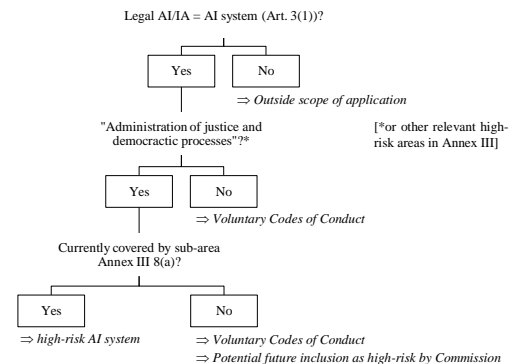 Legal AI/IA = AI system (Art. 3(1))?
Yes
No
⇒ Outside scope of application
"Administration of justice and
democractic processes"?*
[*or other relevant high-
risk areas in Annex III]
Yes
No
⇒ Voluntary Codes of Conduct
Currently covered by sub-area
Annex III 8(a)?
Yes
No
⇒ high-risk AI system
⇒ Voluntary Codes of Conduct
⇒ Potential future inclusion as high-risk by Commission